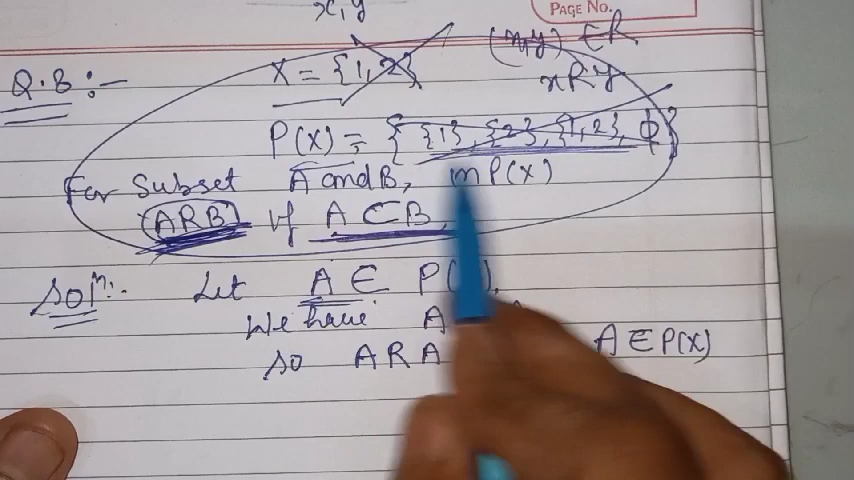 PAGE NO.
x, y
(x,y) ∈ R
Q.8:- X = {1,2}
xRy
P(X) = { {1}, {2}, {1,2}, ϕ }
For Subset A and B, in P(X)
(ARB) if A ⊂ B,
Soln:- Let A ∈ P(
We have A
so ARA A ∈ P(X)